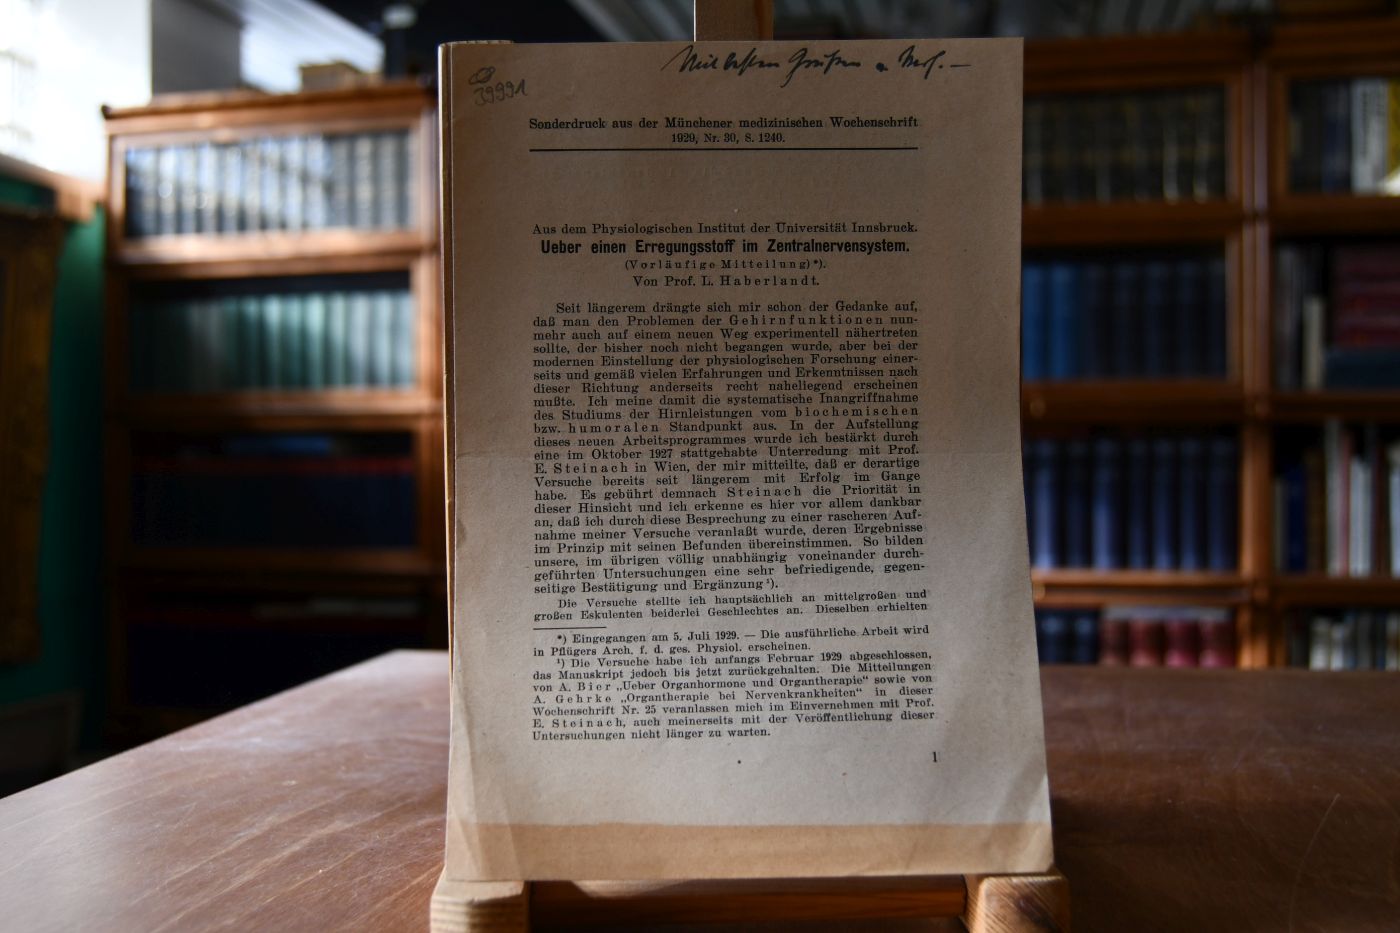 Mit besten Grüßen v. Verf. —
39991
Sonderdruck aus der Münchener medizinischen Wochenschrift
1929, Nr. 30, S. 1240.
Aus dem Physiologischen Institut der Universität Innsbruck.
Ueber einen Erregungsstoff im Zentralnervensystem.
(Vorläufige Mitteilung)*).
Von Prof. L. Haberlandt.
Seit längerem drängte sich mir schon der Gedanke auf,
daß man den Problemen der Gehirnfunktionen nun-
mehr auch auf einem neuen Weg experimentell nähertreten
sollte, der bisher noch nicht begangen wurde, aber bei der
modernen Einstellung der physiologischen Forschung einer-
seits und gemäß vielen Erfahrungen und Erkenntnissen nach
dieser Richtung anderseits recht naheliegend erscheinen
mußte. Ich meine damit die systematische Inangriffnahme
des Studiums der Hirnleistungen vom biochemischen
bzw. humoralen Standpunkt aus. In der Aufstellung
dieses neuen Arbeitsprogrammes wurde ich bestärkt durch
eine im Oktober 1927 stattgehabte Unterredung mit Prof.
E. Steinach in Wien, der mir mitteilte, daß er derartige
Versuche bereits seit längerem mit Erfolg im Gange
habe. Es gebührt demnach Steinach die Priorität in
dieser Hinsicht und ich erkenne es hier vor allem dankbar
an, daß ich durch diese Besprechung zu einer rascheren Auf-
nahme meiner Versuche veranlaßt wurde, deren Ergebnisse
im Prinzip mit seinen Befunden übereinstimmen. So bilden
unsere, im übrigen völlig unabhängig voneinander durch-
geführten Untersuchungen eine sehr befriedigende, gegen-
seitige Bestätigung und Ergänzung¹).
Die Versuche stellte ich hauptsächlich an mittelgroßen und
großen Eskulenten beiderlei Geschlechtes an. Dieselben erhielten
*) Eingegangen am 5. Juli 1929. — Die ausführliche Arbeit wird
in Pflügers Arch. f. d. ges. Physiol. erscheinen.
¹) Die Versuche habe ich anfangs Februar 1929 abgeschlossen,
das Manuskript jedoch bis jetzt zurückgehalten. Die Mitteilungen
von A. Bier „Ueber Organhormone und Organtherapie“ sowie von
A. Gehrke „Organtherapie bei Nervenkrankheiten“ in dieser
Wochenschrift Nr. 25 veranlassen mich im Einvernehmen mit Prof.
E. Steinach, auch meinerseits mit der Veröffentlichung dieser
Untersuchungen nicht länger zu warten.
1